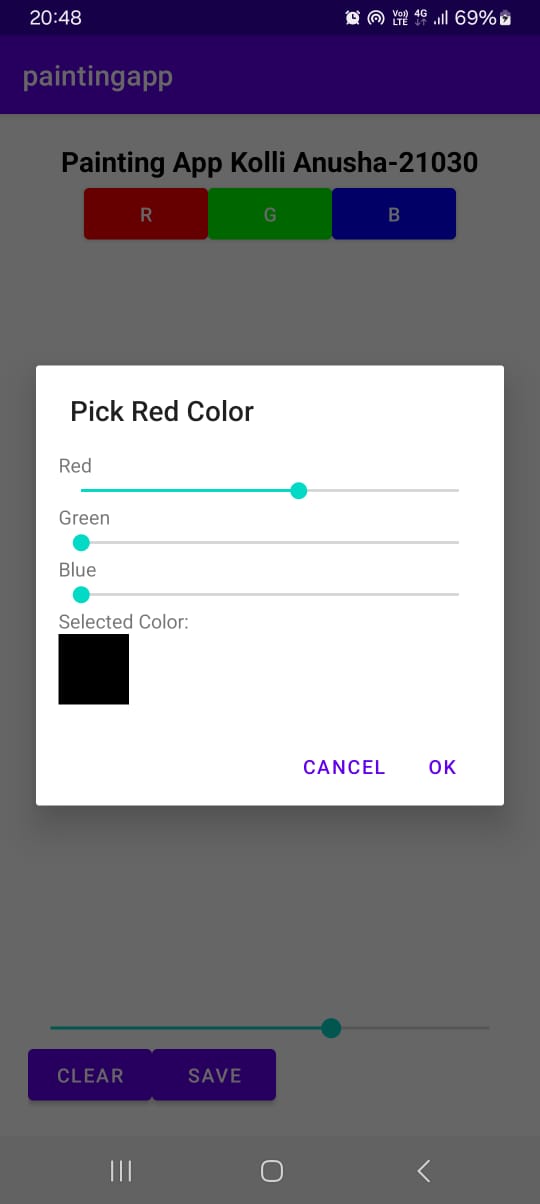 20:48 Vo)) LTE 4G 69%
paintingapp
Painting App Kolli Anusha-21030
R G B
Pick Red Color
Red
Green
Blue
Selected Color:
CANCEL OK
CLEAR SAVE